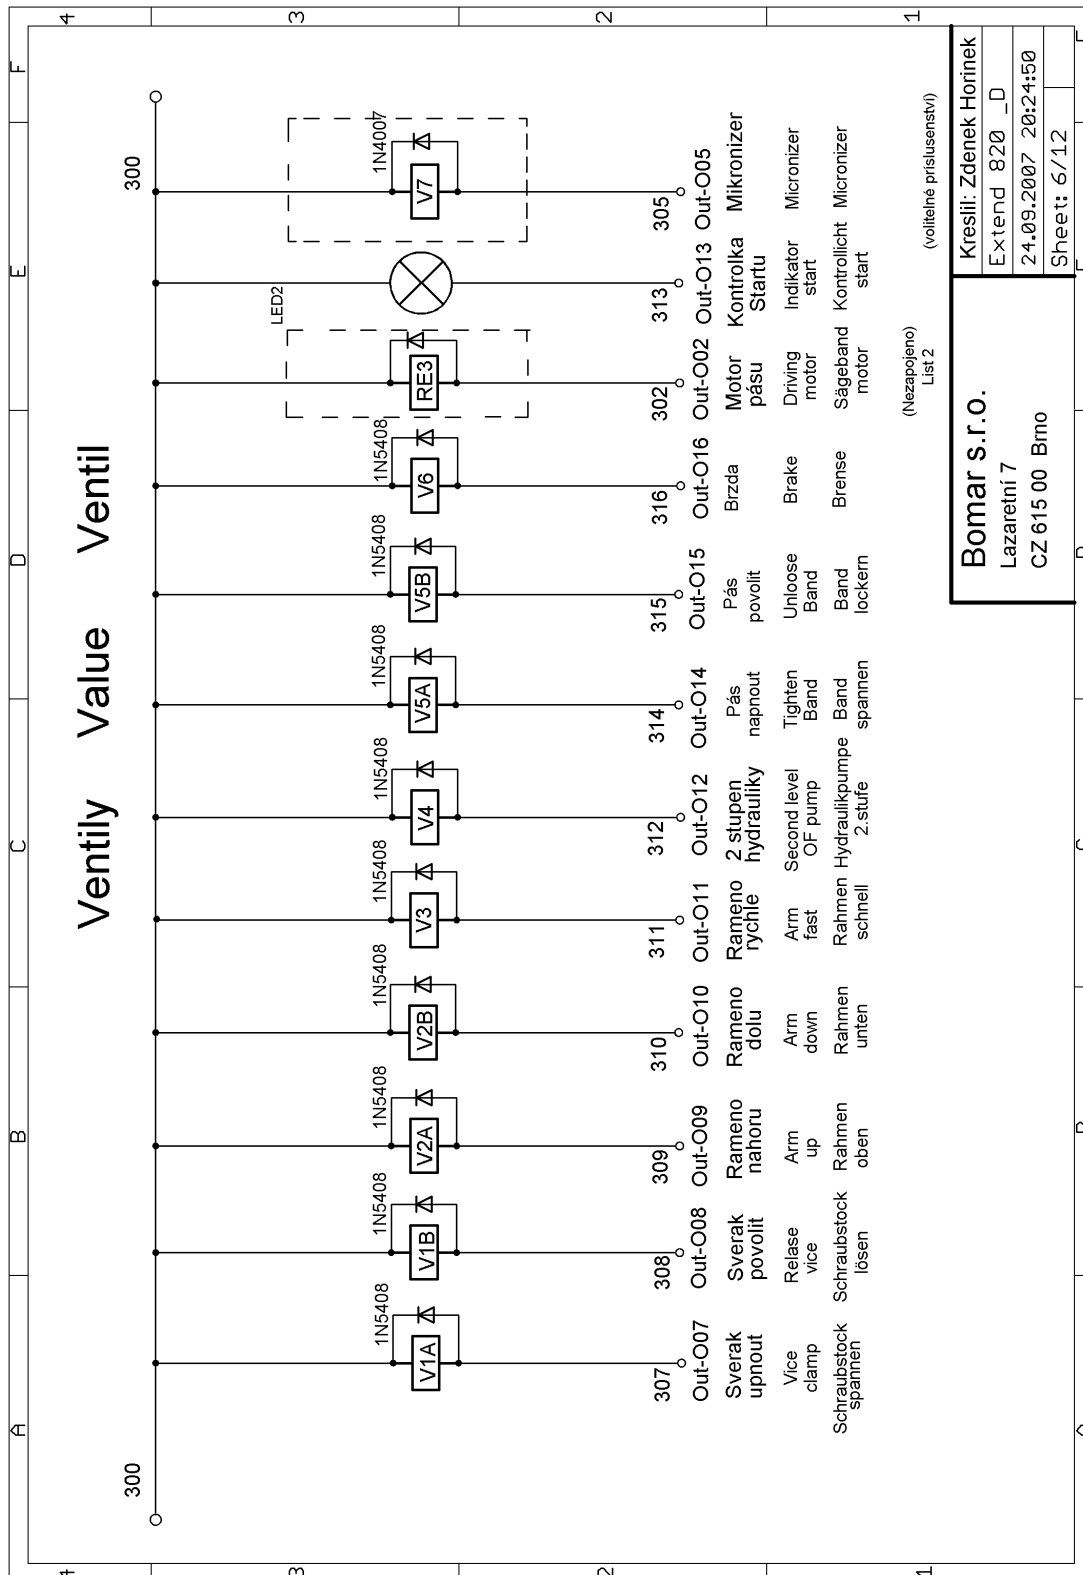 Ventily Value Ventil
300
300
1N5408
1N5408
1N5408
1N5408
1N5408
1N5408
1N5408
1N5408
1N5408
LED2
1N4007
V1A
V1B
V2A
V2B
V3
V4
V5A
V5B
V6
RE3
V7
307
308
309
310
311
312
314
315
316
302
313
305
Out-O07
Out-O08
Out-O09
Out-O10
Out-O11
Out-O12
Out-O14
Out-O15
Out-O16
Out-O02
Out-O13
Out-O05
Sverak
upnout
Sverak
povolit
Rameno
nahoru
Rameno
dolu
Rameno
rychle
2 stupen
hydrauliky
Pás
napnout
Pás
povolit
Brzda
Motor
pásu
Kontrolka
Startu
Mikronizer
Vice
clamp
Relase
vice
Arm
up
Arm
down
Arm
fast
Second level
OF pump
Tighten
Band
Unloose
Band
Brake
Driving
motor
Indikator
start
Micronizer
Schraubstock
spannen
Schraubstock
lösen
Rahmen
oben
Rahmen
unten
Rahmen
schnell
Hydraulikpumpe
2.stufe
Band
spannen
Band
lockern
Brense
Sägeband
motor
Kontrollicht
start
Micronizer
(Nezapojeno)
List 2
(volitelné príslusenství)
Bomar s.r.o.
Lazaretní 7
CZ 615 00 Brno
Kreslil: Zdenek Horinek
Extend 820 _D
24.09.2007 20:24:50
Sheet: 6/12
A
B
C
D
E
F
4
3
2
1